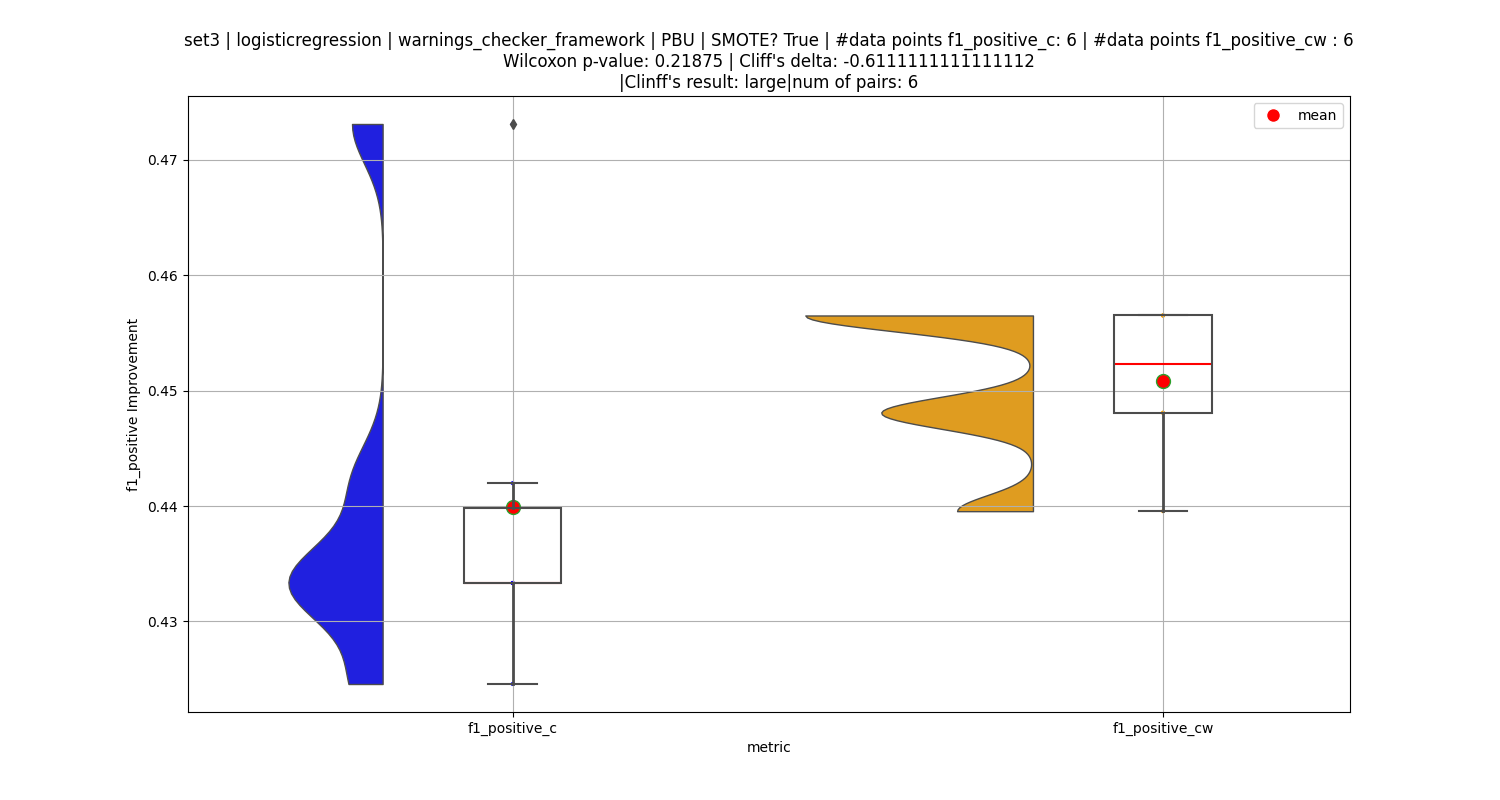 set3 | logisticregression | warnings_checker_framework | PBU | SMOTE? True | #data points f1_positive_c: 6 | #data points f1_positive_cw : 6
Wilcoxon p-value: 0.21875 | Cliff's delta: -0.6111111111111112
|Clinff's result: large|num of pairs: 6
mean
0.47
0.46
0.45
0.44
0.43
f1_positive Improvement
f1_positive_c
f1_positive_cw
metric